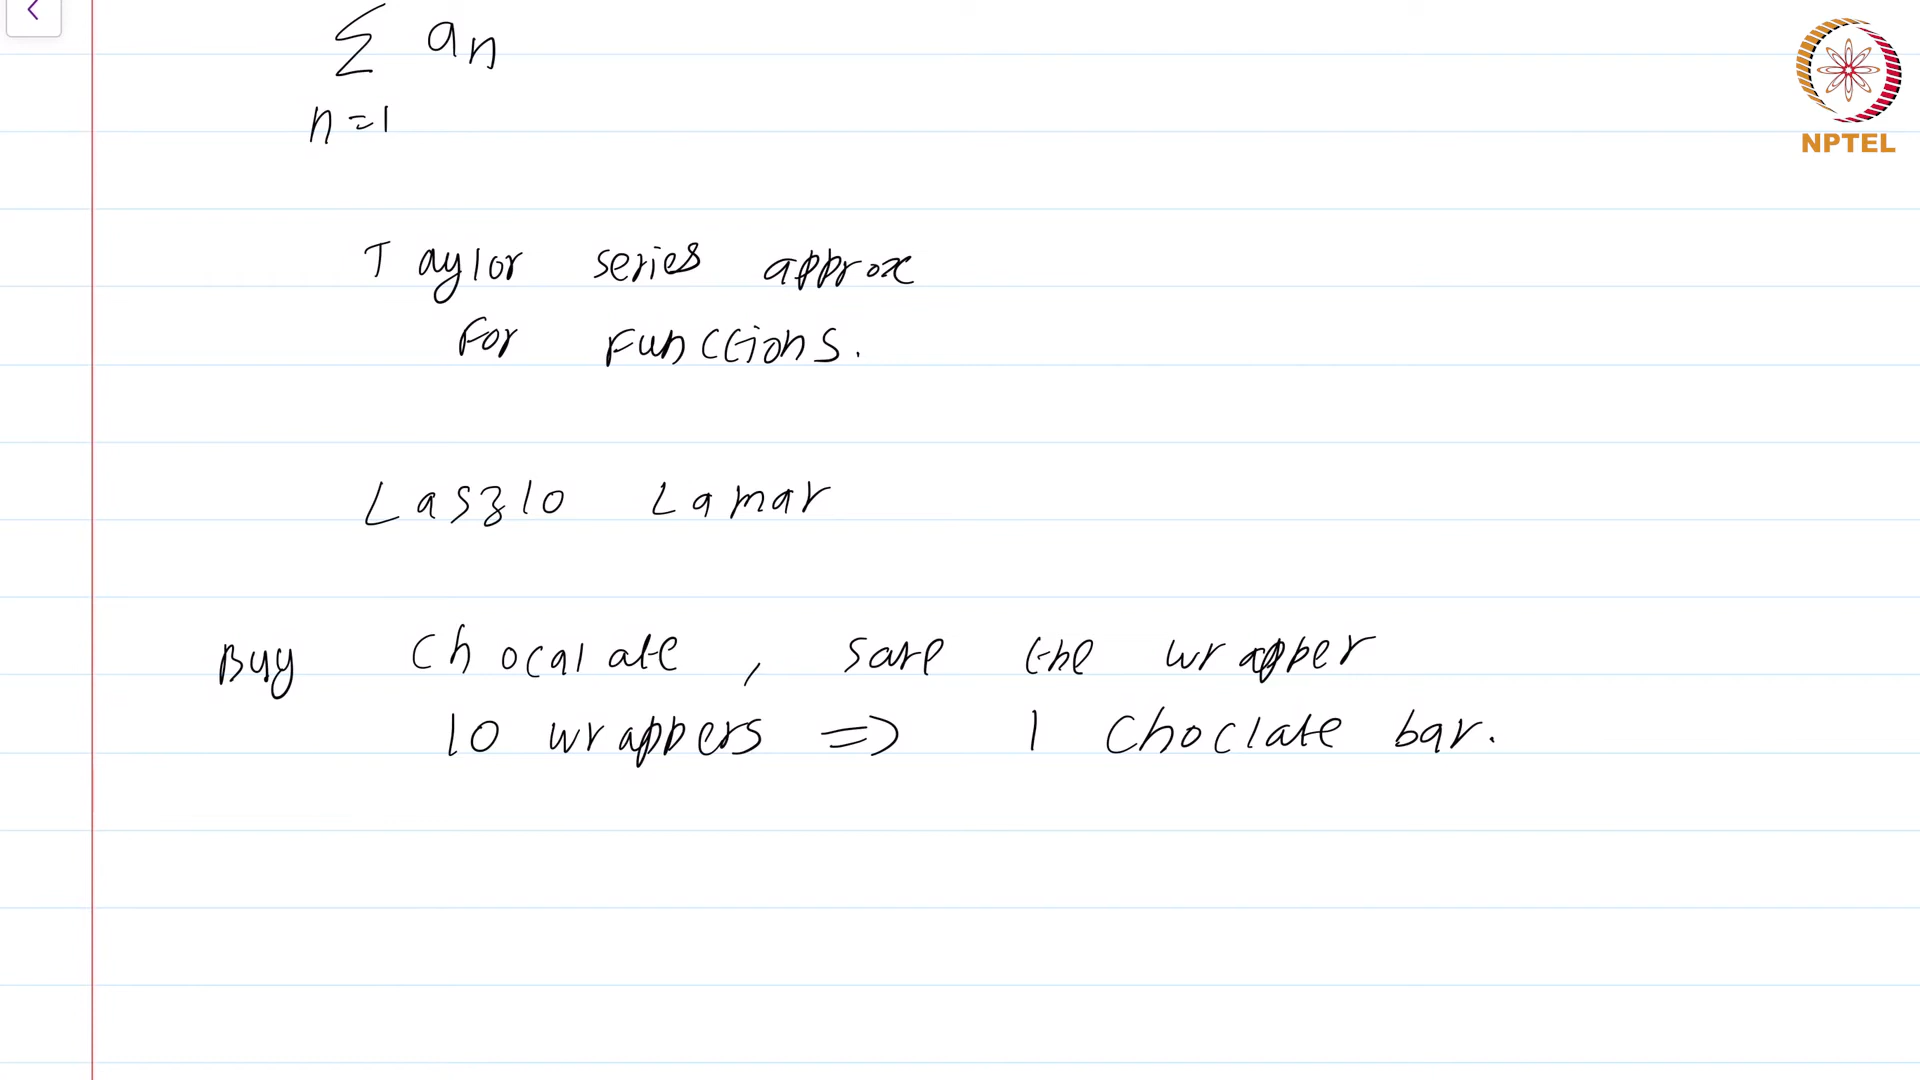 ∑ an
n=1
NPTEL
Taylor series approx
For Functions.
Laszlo Lamar
Buy Chocalate, save the wrapper
10 wrappers => 1 Choclate bar.